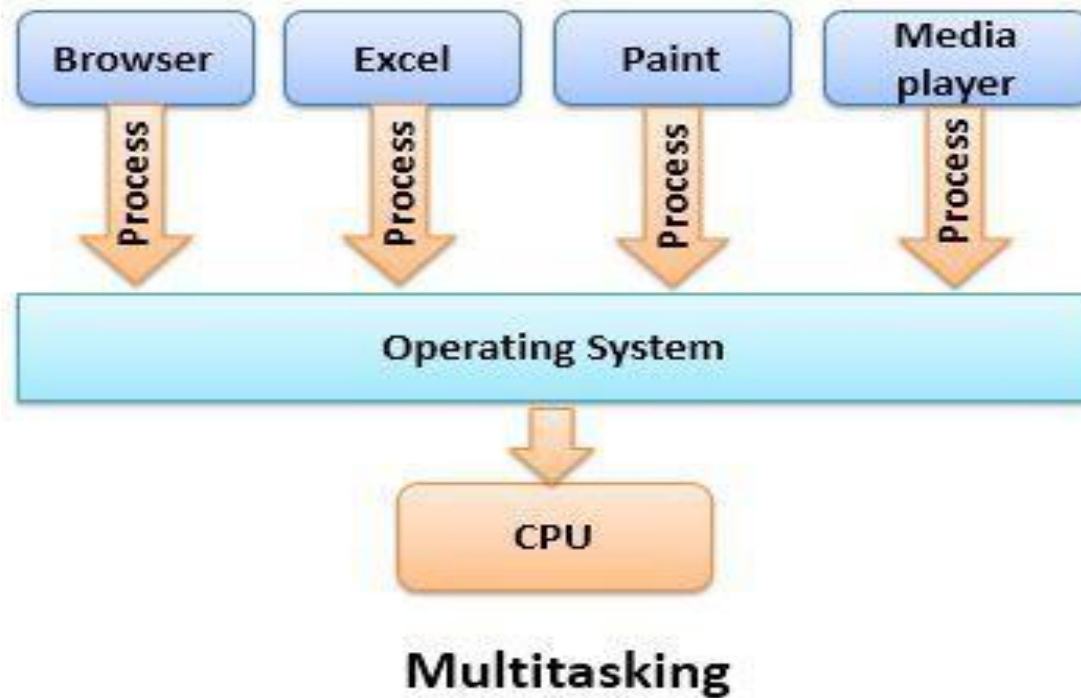 Browser
Excel
Paint
Media
player
Process
Process
Process
Process
Operating System
CPU
Multitasking